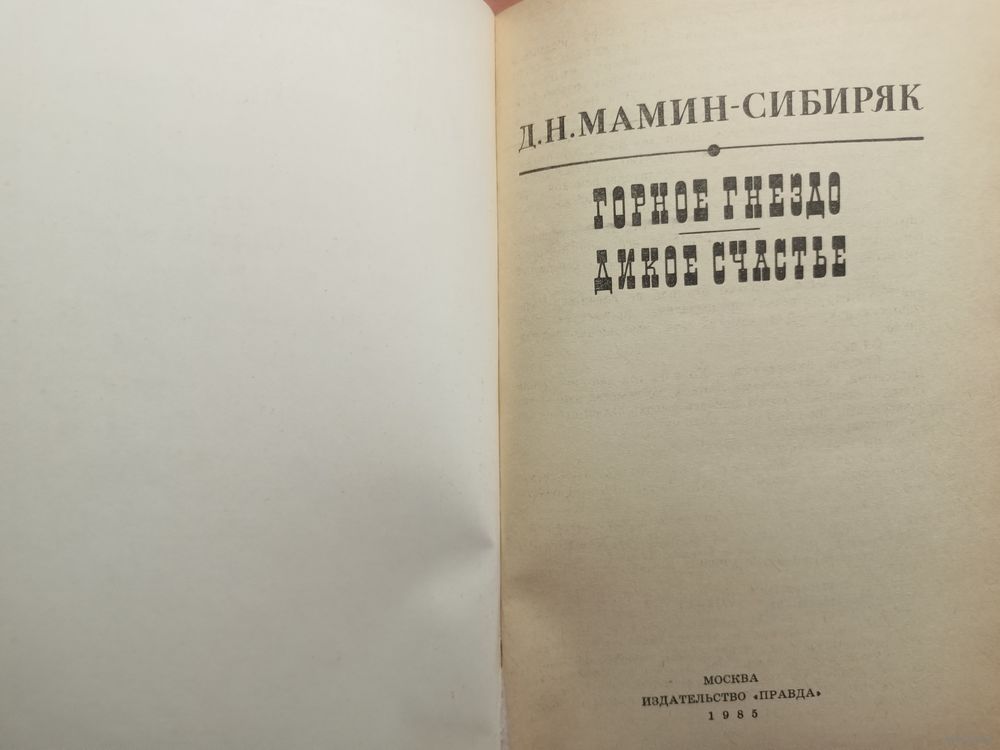 Д.Н.МАМИН-СИБИРЯК
ГОРНОЕ ГНЕЗДО
ДИКОЕ СЧАСТЬЕ
МОСКВА
ИЗДАТЕЛЬСТВО «ПРАВДА»
1985